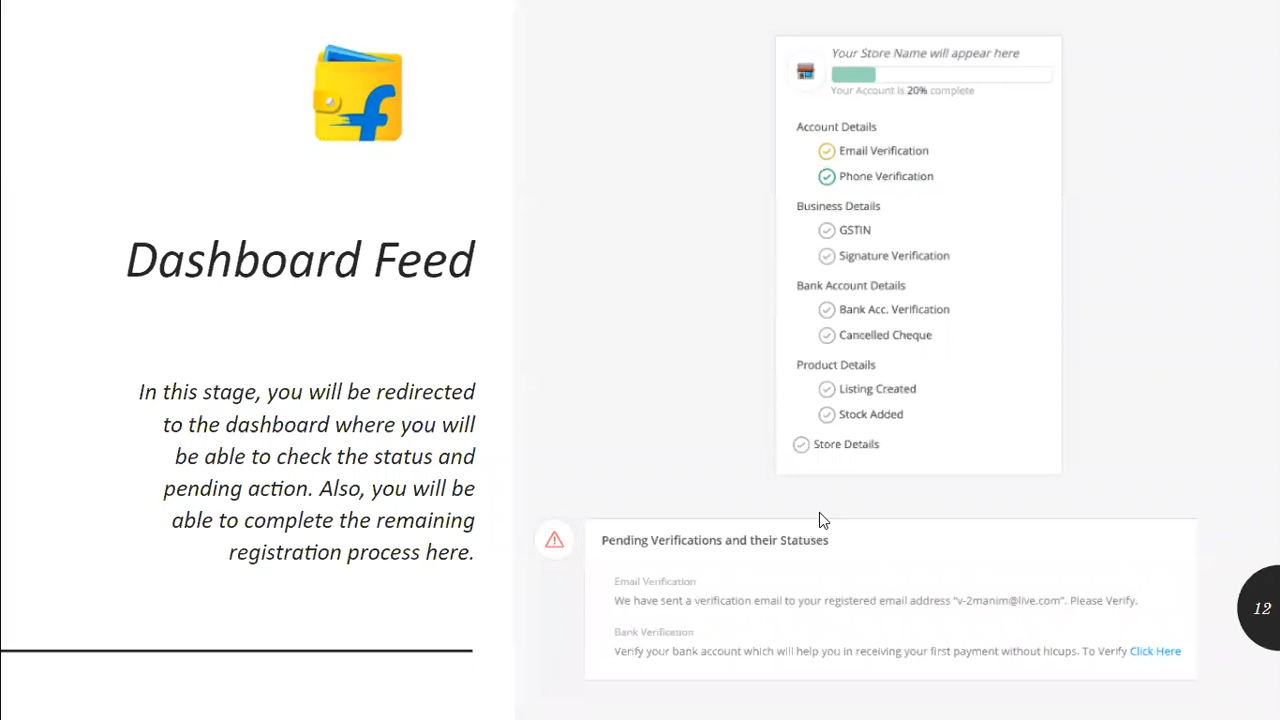 Dashboard Feed
In this stage, you will be redirected
to the dashboard where you will
be able to check the status and
pending action. Also, you will be
able to complete the remaining
registration process here.
Your Store Name will appear here
Your Account is 20% complete
Account Details
Email Verification
Phone Verification
Business Details
GSTIN
Signature Verification
Bank Account Details
Bank Acc. Verification
Cancelled Cheque
Product Details
Listing Created
Stock Added
Store Details
Pending Verifications and their Statuses
Email Verification
We have sent a verification email to your registered email address "v-2manim@live.com". Please Verify.
Bank Verification
Verify your bank account which will help you in receiving your first payment without hicups. To Verify Click Here
12